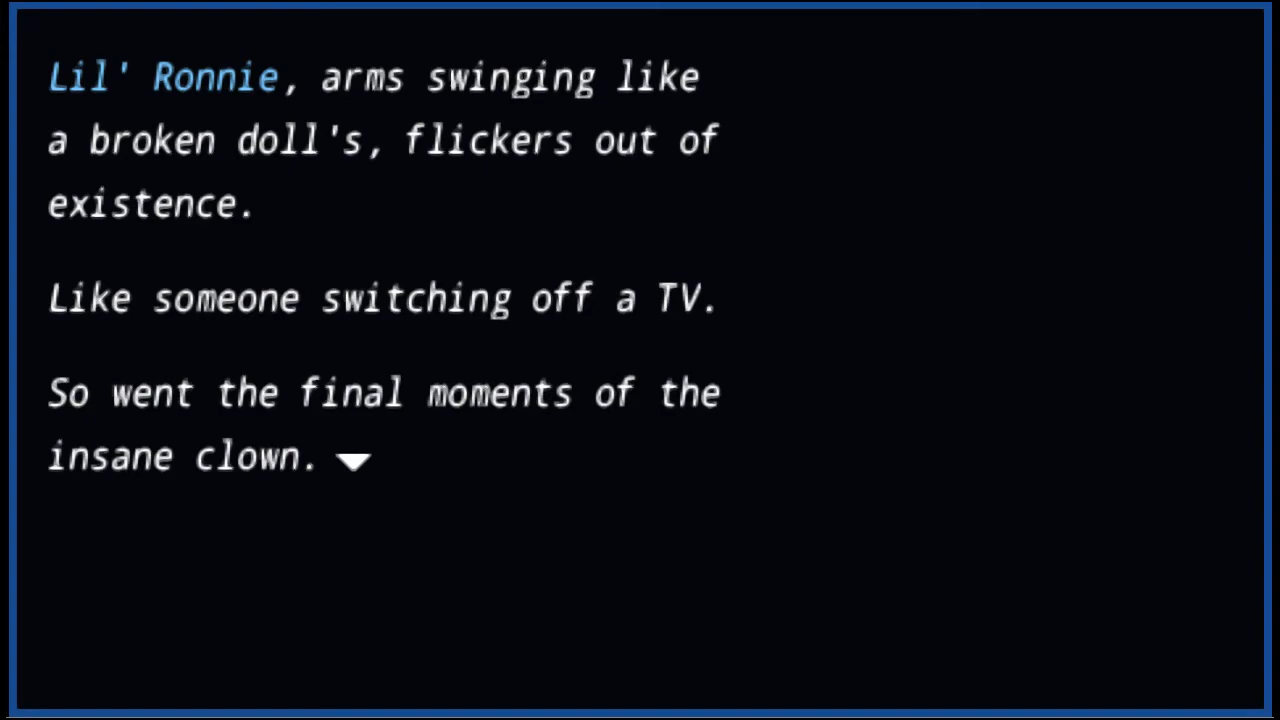 Lil' Ronnie, arms swinging like
a broken doll's, flickers out of
existence.
Like someone switching off a TV.
So went the final moments of the
insane clown.